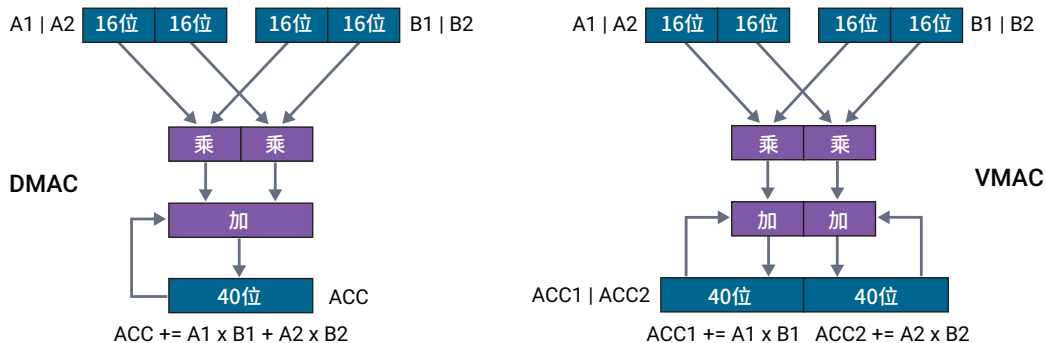 A1 | A2 16位 16位 16位 16位 B1 | B2
乘 乘
DMAC
加
40位 ACC
ACC += A1 x B1 + A2 x B2
A1 | A2 16位 16位 16位 16位 B1 | B2
乘 乘
VMAC
加 加
ACC1 | ACC2 40位 40位
ACC1 += A1 x B1 ACC2 += A2 x B2